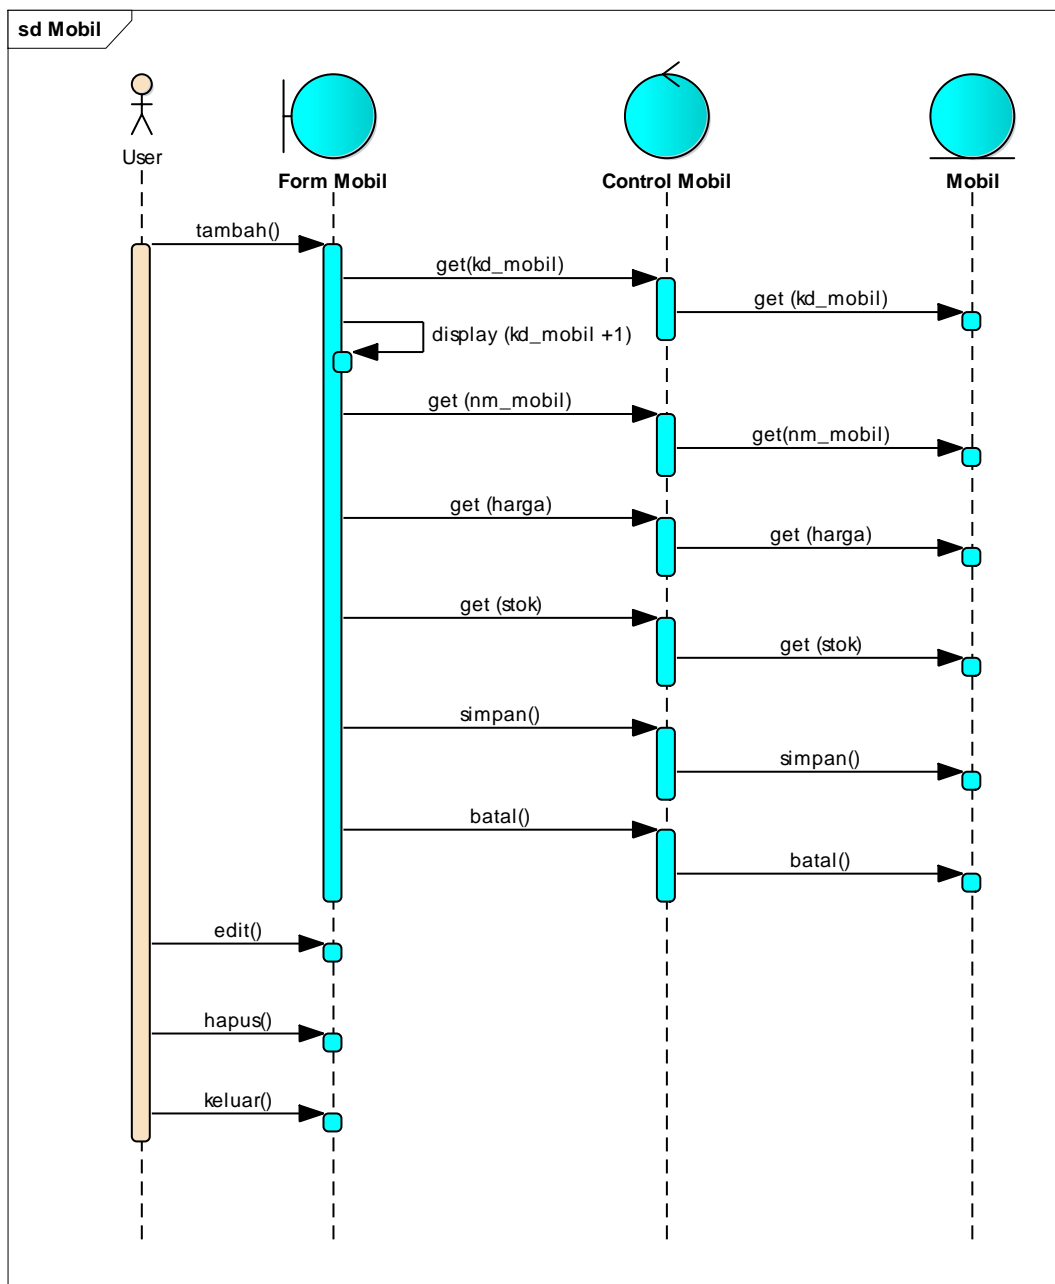 sd Mobil
User
Form Mobil
Control Mobil
Mobil
tambah()
get(kd_mobil)
get (kd_mobil)
display (kd_mobil +1)
get (nm_mobil)
get(nm_mobil)
get (harga)
get (harga)
get (stok)
get (stok)
simpan()
simpan()
batal()
batal()
edit()
hapus()
keluar()